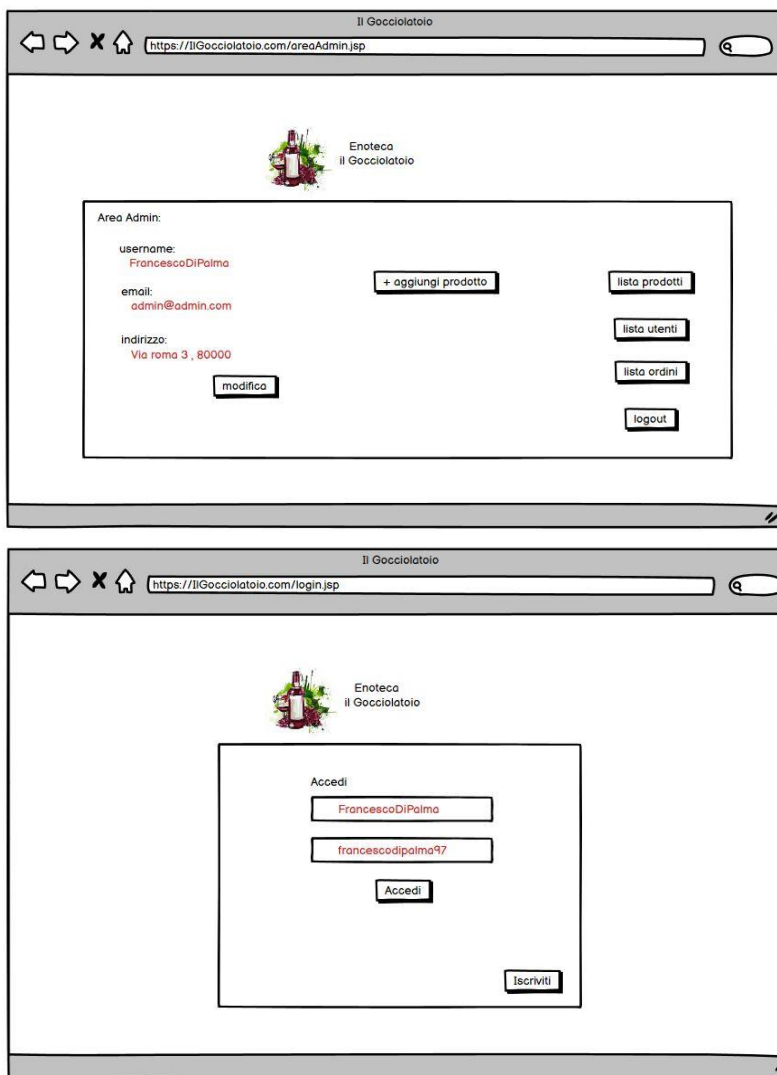 Il Gocciolatoio
https://IlGocciolatoio.com/areaAdmin.jsp
Enoteca
il Gocciolatoio
Area Admin:
username:
FrancescoDiPalma
email:
admin@admin.com
indirizzo:
Via roma 3 , 80000
modifica
+ aggiungi prodotto
lista prodotti
lista utenti
lista ordini
logout
Il Gocciolatoio
https://IlGocciolatoio.com/login.jsp
Enoteca
il Gocciolatoio
Accedi
FrancescoDiPalma
francescodipalma97
Accedi
Iscriviti